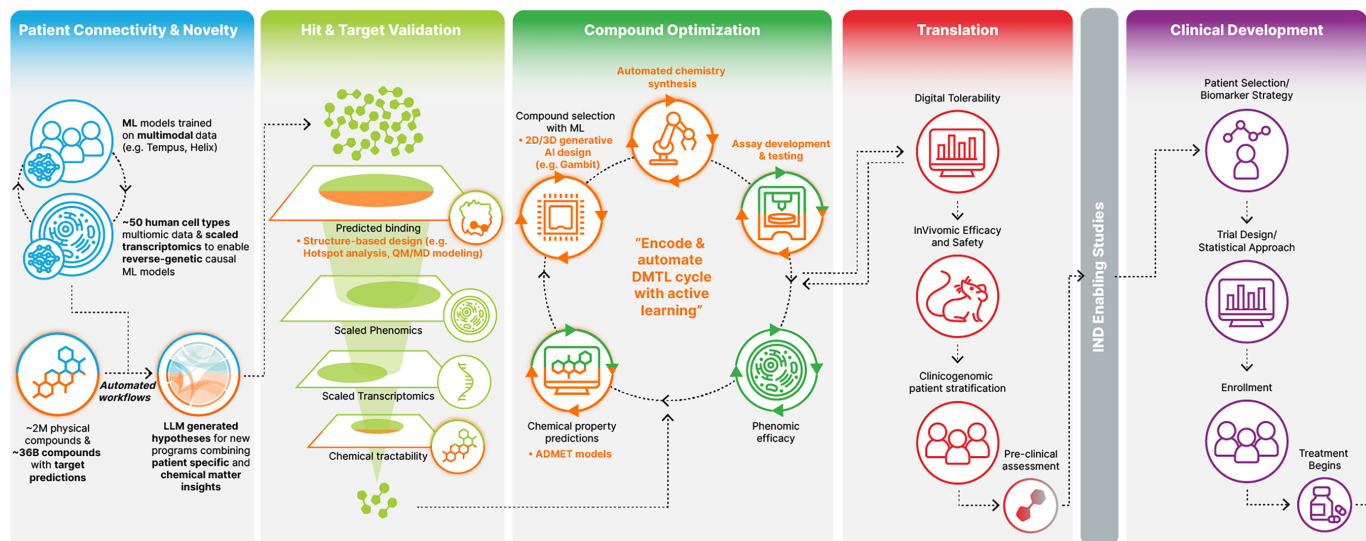 Patient Connectivity & Novelty
ML models trained
on multimodal data
(e.g. Tempus, Helix)
~50 human cell types
multiomic data & scaled
transcriptomics to enable
reverse-genetic causal
ML models
Automated
workflows
~2M physical
compounds &
~36B compounds
with target
predictions
LLM generated
hypotheses for new
programs combining
patient specific and
chemical matter
insights
Hit & Target Validation
Predicted binding
• Structure-based design (e.g.
Hotspot analysis, QM/MD modeling)
Scaled Phenomics
Scaled Transcriptomics
Chemical tractability
Compound Optimization
Automated chemistry
synthesis
Compound selection
with ML
• 2D/3D generative
AI design
(e.g. Gambit)
Assay development
& testing
“Encode &
automate
DMTL cycle
with active
learning”
Chemical property
predictions
• ADMET models
Phenomic
efficacy
Translation
Digital Tolerability
InVivomic Efficacy
and Safety
Clinicogenomic
patient stratification
Pre-clinical
assessment
IND Enabling Studies
Clinical Development
Patient Selection/
Biomarker Strategy
Trial Design/
Statistical Approach
Enrollment
Treatment
Begins